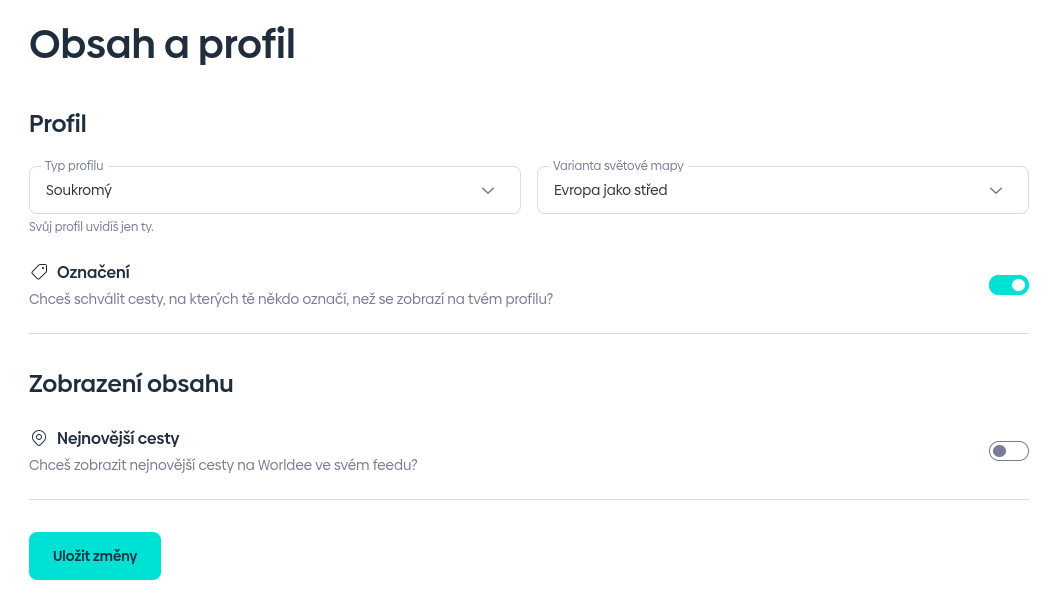 Obsah a profil
Profil
Typ profilu
Soukromý
Svůj profil uvidíš jen ty.
Varianta světové mapy
Evropa jako střed
Označení
Chceš schválit cesty, na kterých tě někdo označí, než se zobrazí na tvém profilu?
Zobrazení obsahu
Nejnovější cesty
Chceš zobrazit nejnovější cesty na Worldee ve svém feedu?
Uložit změny